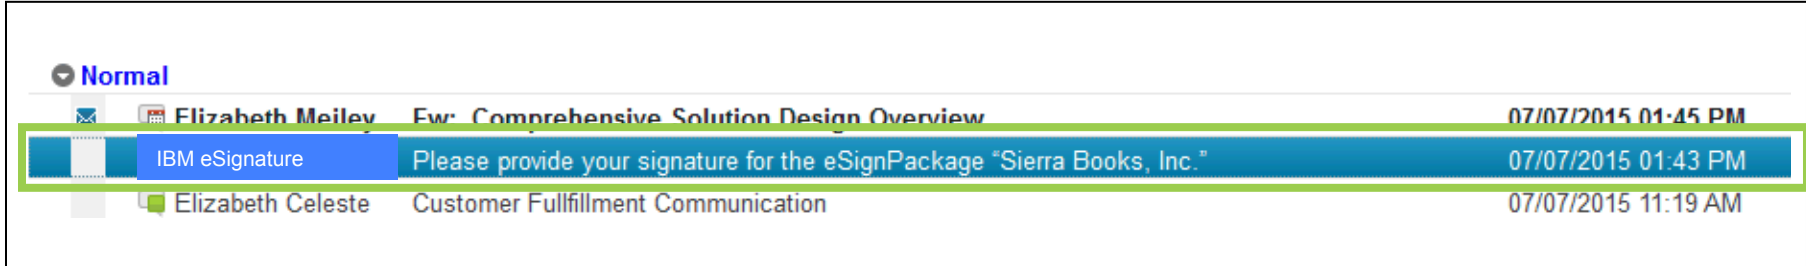 Normal
Elizabeth Meiley Fw: Comprehensive Solution Design Overview 07/07/2015 01:45 PM
IBM eSignature Please provide your signature for the eSignPackage “Sierra Books, Inc.” 07/07/2015 01:43 PM
Elizabeth Celeste Customer Fullfillment Communication 07/07/2015 11:19 AM